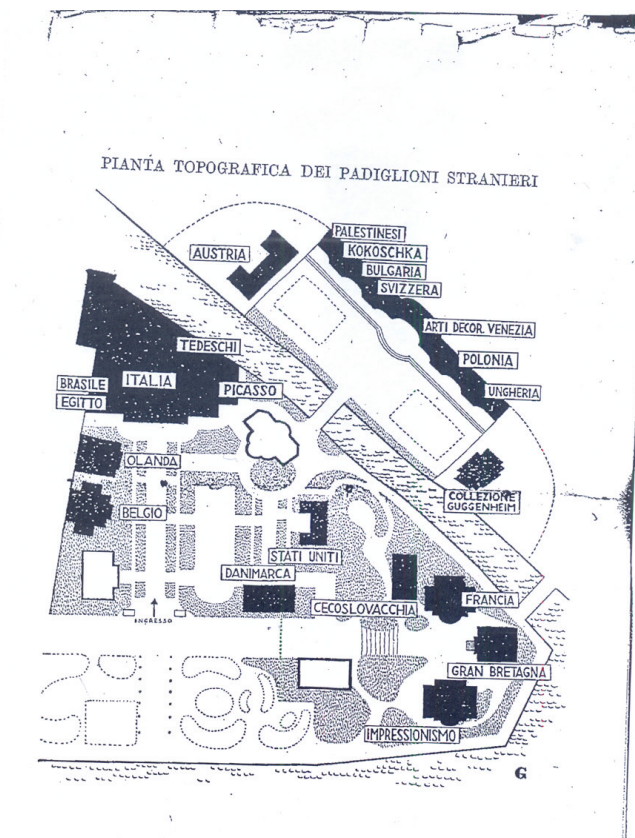 PIANTA TOPOGRAFICA DEI PADIGLIONI STRANIERI
PALESTINESI
AUSTRIA
KOKOSCHKA
BULGARIA
SVIZZERA
ARTI DECOR. VENEZIA
TEDESCHI
POLONIA
BRASILE
ITALIA
PICASSO
UNGHERIA
EGITTO
OLANDA
COLLEZIONE
GUGGENHEIM
BELGIO
STATI UNITI
DANIMARCA
CECOSLOVACCHIA
FRANCIA
INGRESSO
GRAN BRETAGNA
IMPRESSIONISMO
G